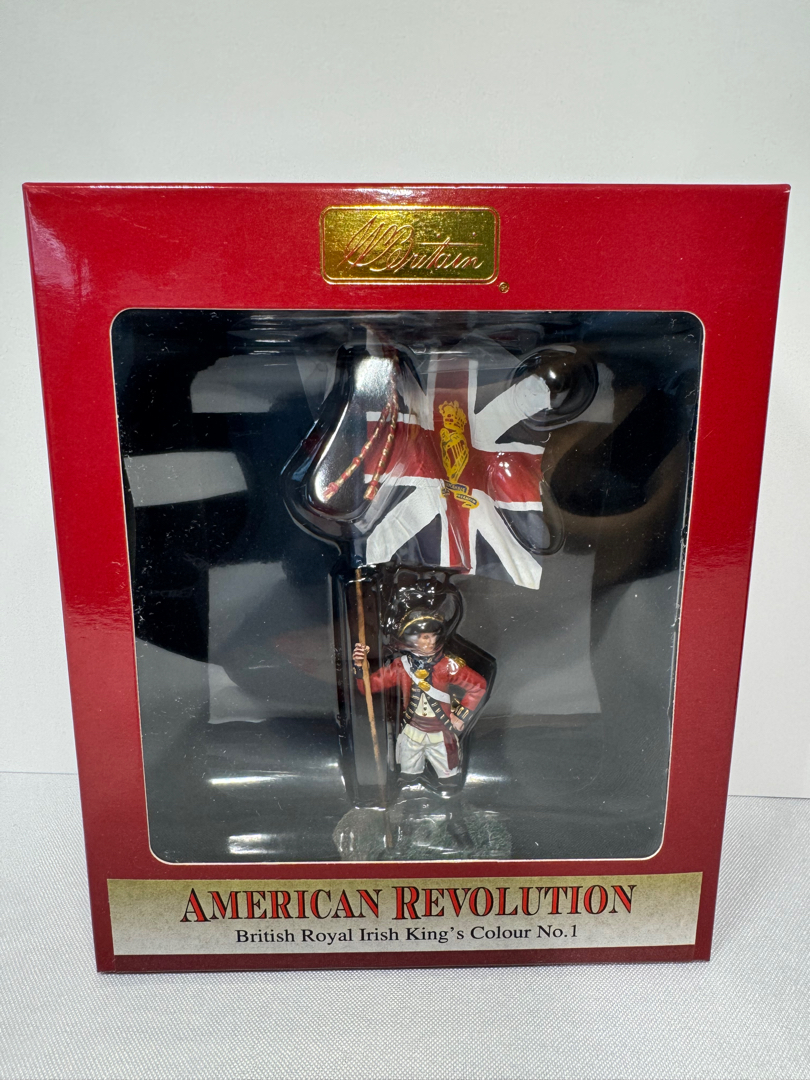 W Britain
®
AMERICAN REVOLUTION
British Royal Irish King's Colour No.1